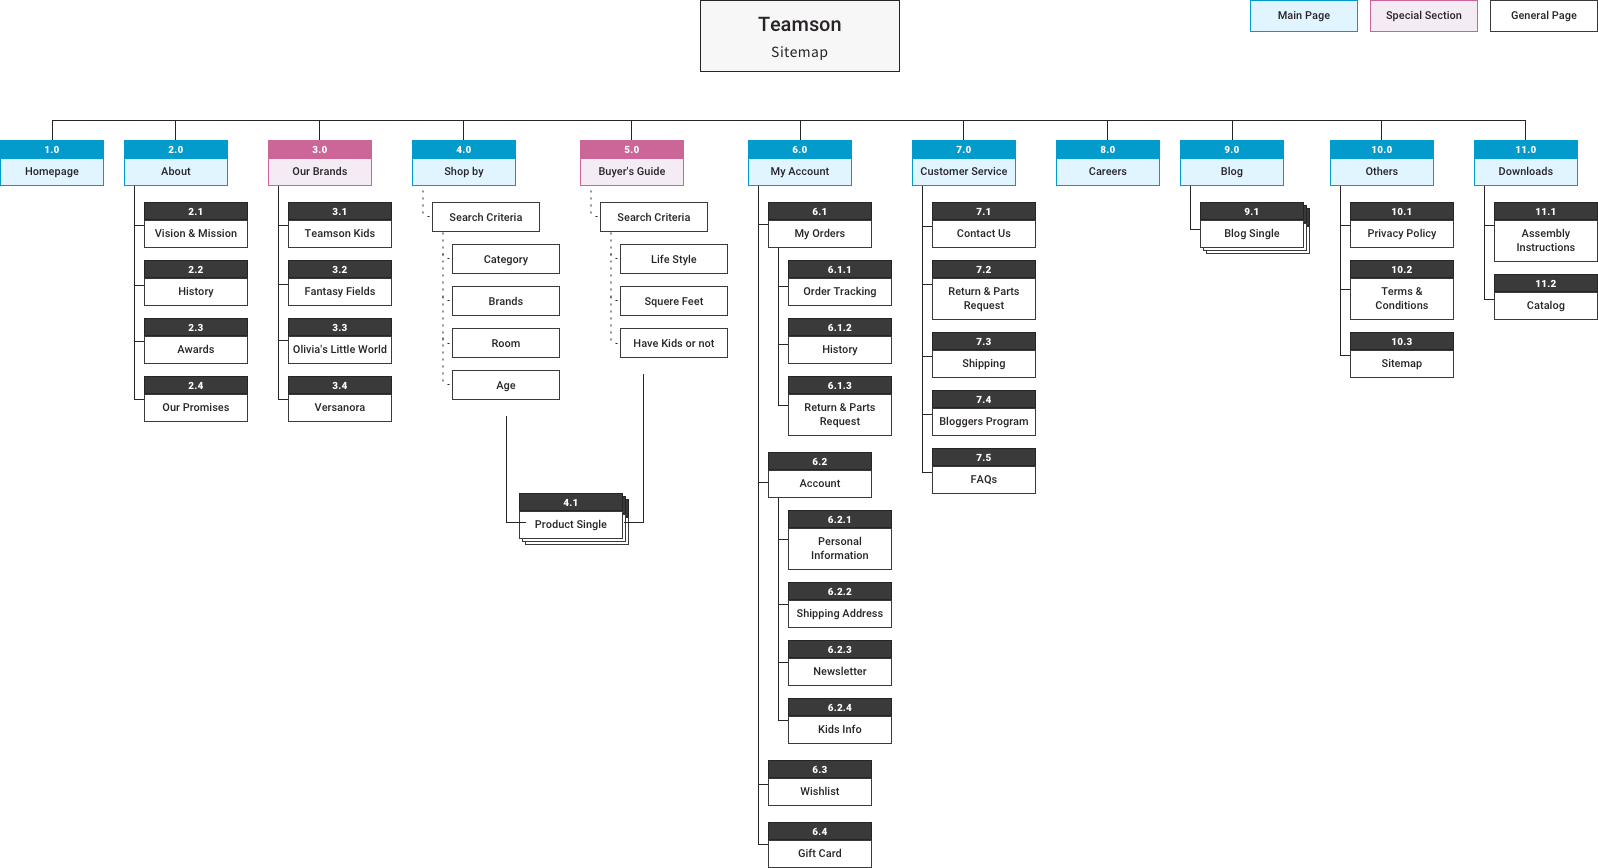 Teamson
Sitemap
Main Page
Special Section
General Page
1.0
Homepage
2.0
About
2.1
Vision & Mission
2.2
History
2.3
Awards
2.4
Our Promises
3.0
Our Brands
3.1
Teamson Kids
3.2
Fantasy Fields
3.3
Olivia's Little World
3.4
Versanora
4.0
Shop by
Search Criteria
Category
Brands
Room
Age
5.0
Buyer's Guide
Search Criteria
Life Style
Squere Feet
Have Kids or not
4.1
Product Single
6.0
My Account
6.1
My Orders
6.1.1
Order Tracking
6.1.2
History
6.1.3
Return & Parts
Request
6.2
Account
6.2.1
Personal
Information
6.2.2
Shipping Address
6.2.3
Newsletter
6.2.4
Kids Info
6.3
Wishlist
6.4
Gift Card
7.0
Customer Service
7.1
Contact Us
7.2
Return & Parts
Request
7.3
Shipping
7.4
Bloggers Program
7.5
FAQs
8.0
Careers
9.0
Blog
9.1
Blog Single
10.0
Others
10.1
Privacy Policy
10.2
Terms &
Conditions
10.3
Sitemap
11.0
Downloads
11.1
Assembly
Instructions
11.2
Catalog